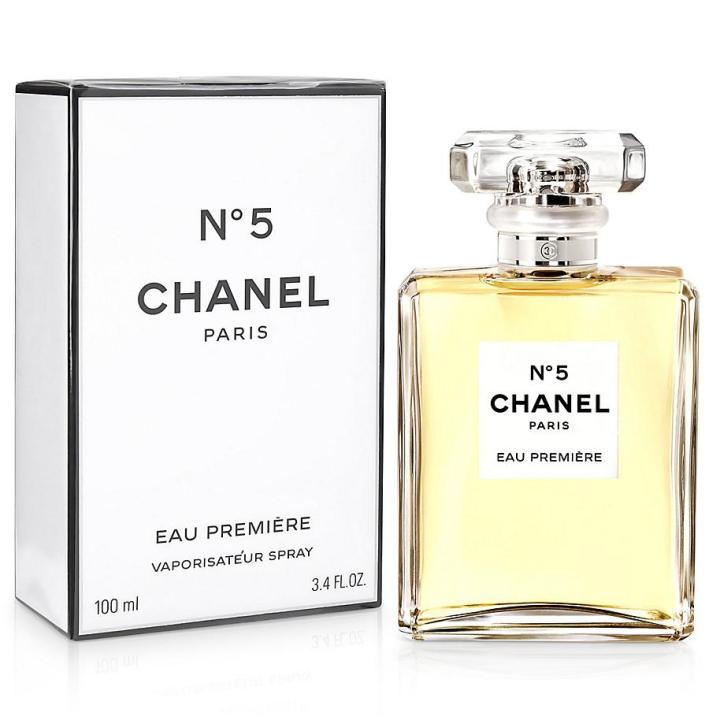 N°5
CHANEL
PARIS
EAU PREMIÈRE
VAPORISATEUR SPRAY
100 ml
3.4 FL.OZ.
N°5
CHANEL
PARIS
EAU PREMIÈRE